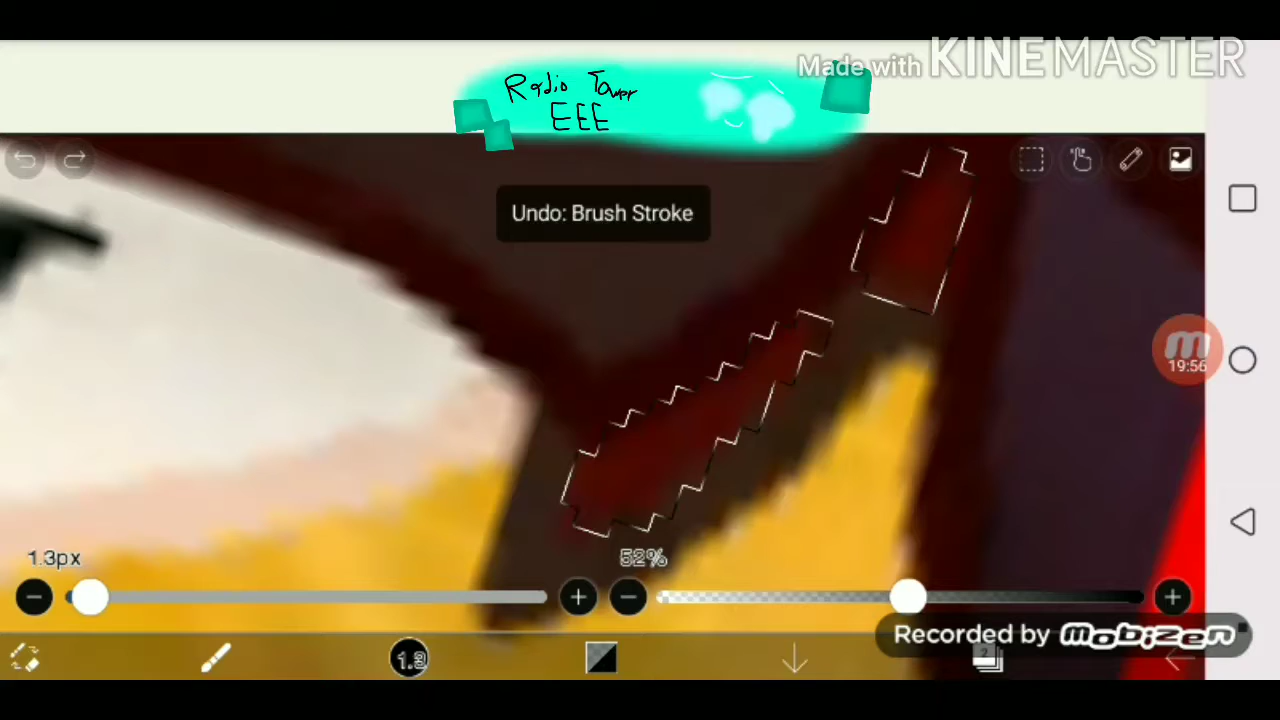 Made with KINEMASTER
Radio Tower
EEE
Undo: Brush Stroke
19:56
1.3px
52%
Recorded by mobizen
1.3
2